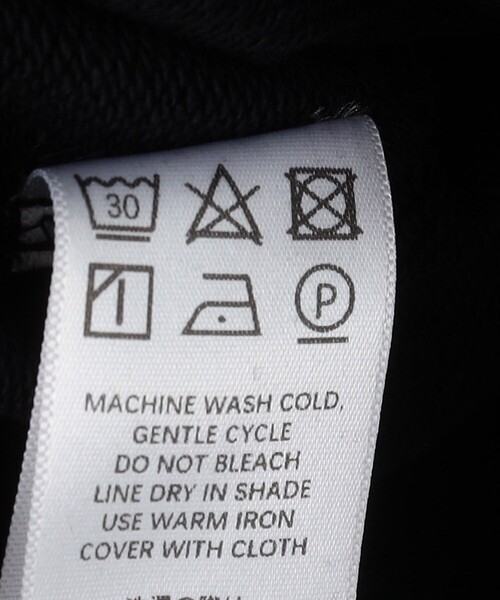 30
P
MACHINE WASH COLD,
GENTLE CYCLE
DO NOT BLEACH
LINE DRY IN SHADE
USE WARM IRON
COVER WITH CLOTH